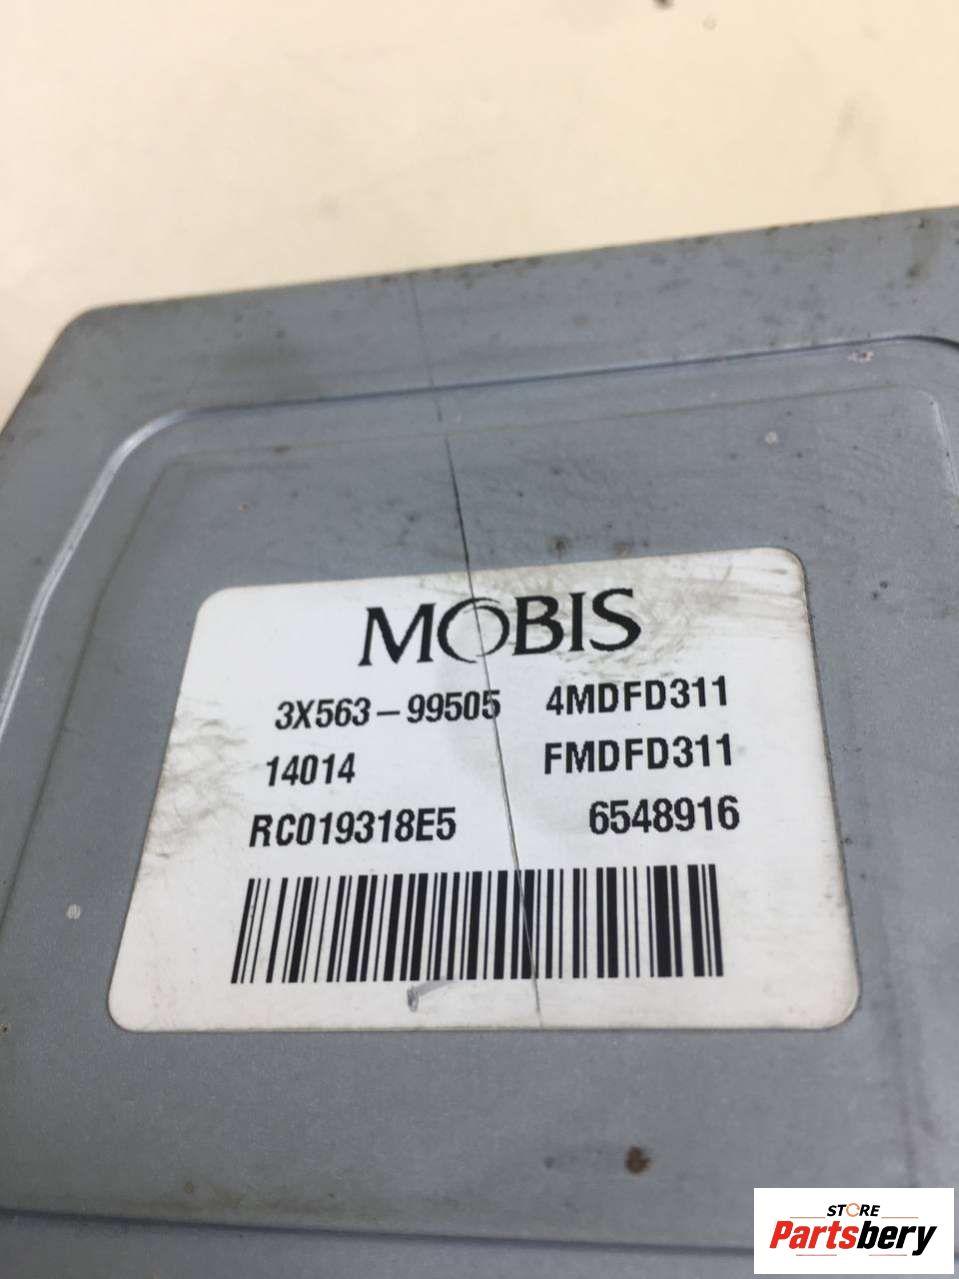 MOBIS
3X563-99505 4MDFD311
14014 FMDFD311
RC019318E5 6548916
STORE
Partsbery